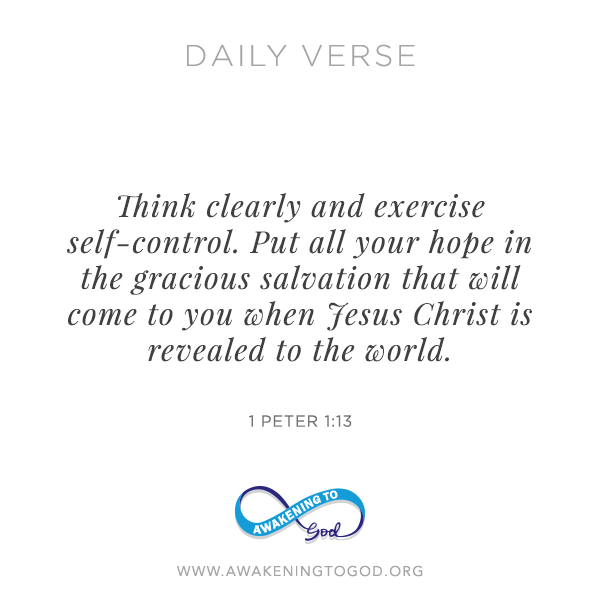 DAILY VERSE
Think clearly and exercise
self-control. Put all your hope in
the gracious salvation that will
come to you when Jesus Christ is
revealed to the world.
1 PETER 1:13
AWAKENING TO
God
WWW.AWAKENINGTOGOD.ORG